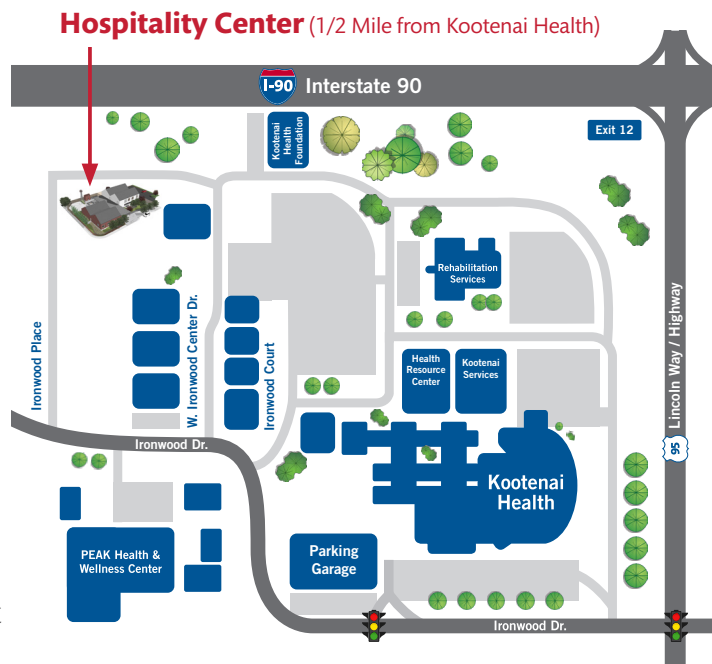 Hospitality Center (1/2 Mile from Kootenai Health)
I-90 Interstate 90
Exit 12
Kootenai
Health
Foundation
Rehabilitation
Services
Ironwood Place
W. Ironwood Center Dr.
Ironwood Court
Lincoln Way / Highway
95
Health
Resource
Center
Kootenai
Services
Ironwood Dr.
Kootenai
Health
PEAK Health &
Wellness Center
Parking
Garage
Ironwood Dr.